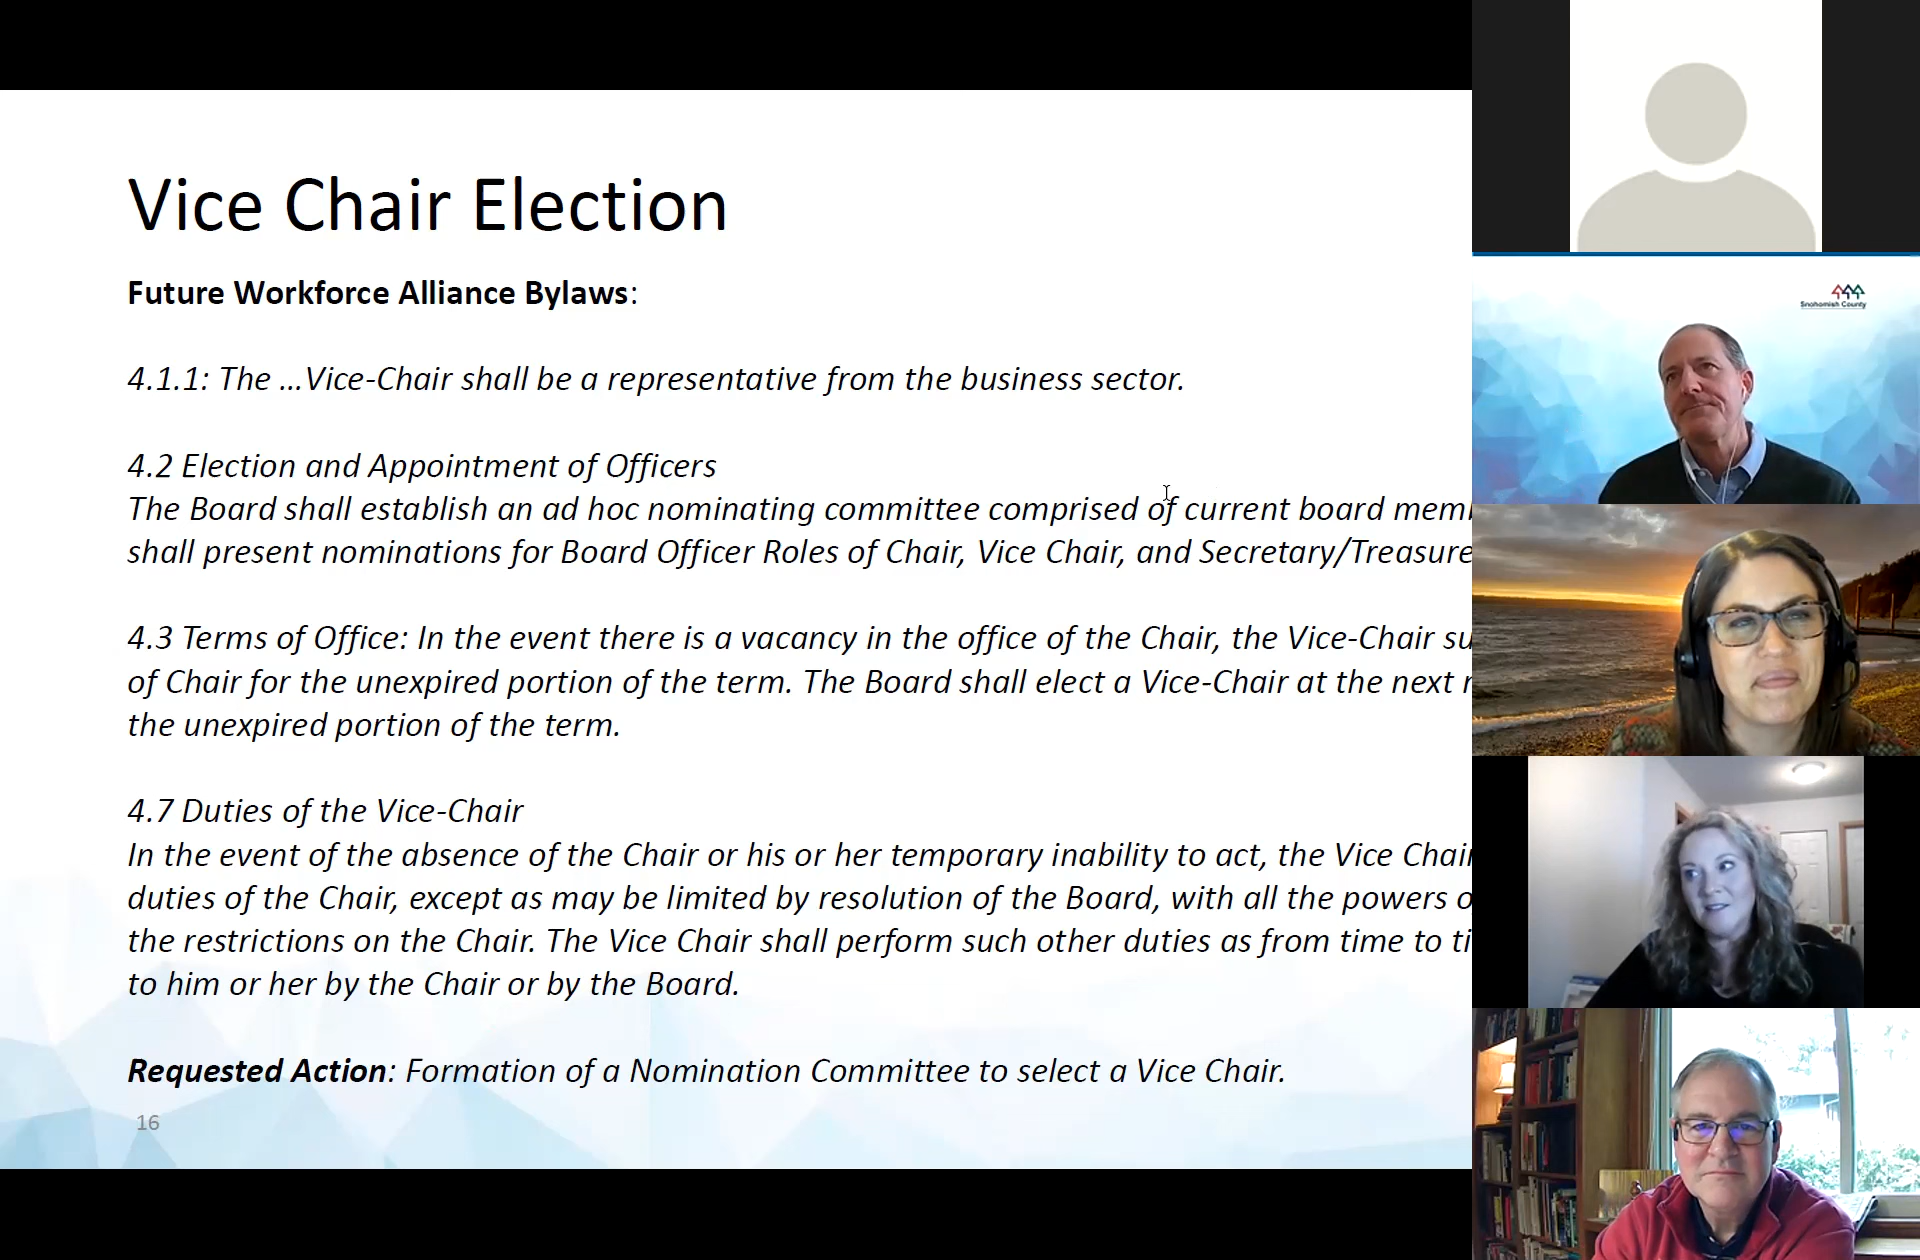 Vice Chair Election
Future Workforce Alliance Bylaws:
4.1.1: The ...Vice-Chair shall be a representative from the business sector.
4.2 Election and Appointment of Officers
The Board shall establish an ad hoc nominating committee comprised of current board
shall present nominations for Board Officer Roles of Chair, Vice Chair, and
4.3 Terms of Office: In the event there is a vacancy in the office of the Chair, the Vice-Chair
of Chair for the unexpired portion of the term. The Board shall elect a Vice-Chair at the next
the unexpired portion of the term.
4.7 Duties of the Vice-Chair
In the event of the absence of the Chair or his or her temporary inability to act, the Vice Chair
duties of the Chair, except as may be limited by resolution of the Board, with all the powers
the restrictions on the Chair. The Vice Chair shall perform such other duties as from time to
to him or her by the Chair or by the Board.
Requested Action: Formation of a Nomination Committee to select a Vice Chair.
16
Snohomish County